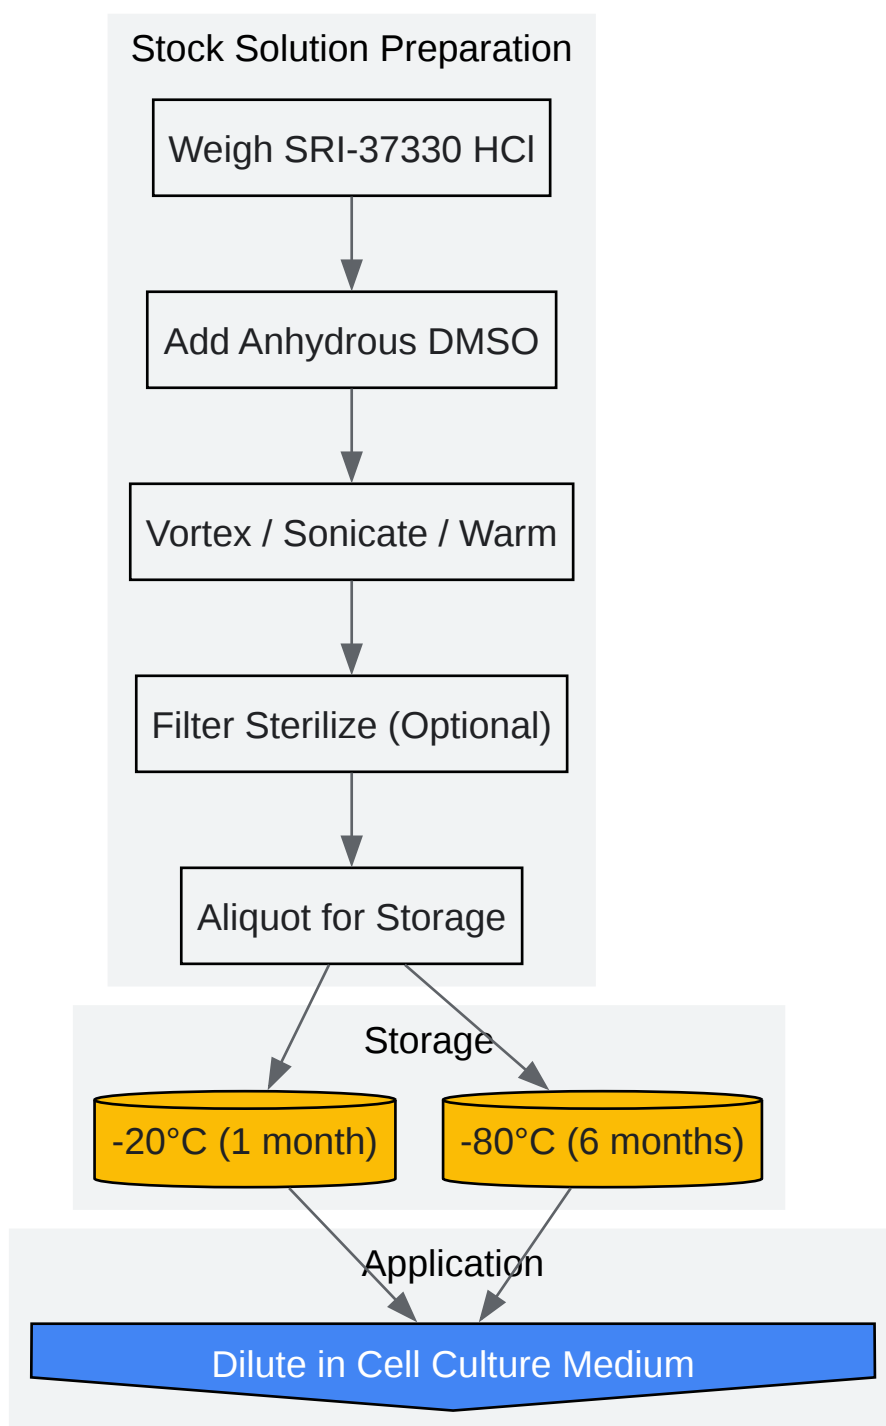 Stock Solution Preparation
Weigh SRI-37330 HCl
Add Anhydrous DMSO
Vortex / Sonicate / Warm
Filter Sterilize (Optional)
Aliquot for Storage
Storage
-20°C (1 month)
-80°C (6 months)
Application
Dilute in Cell Culture Medium